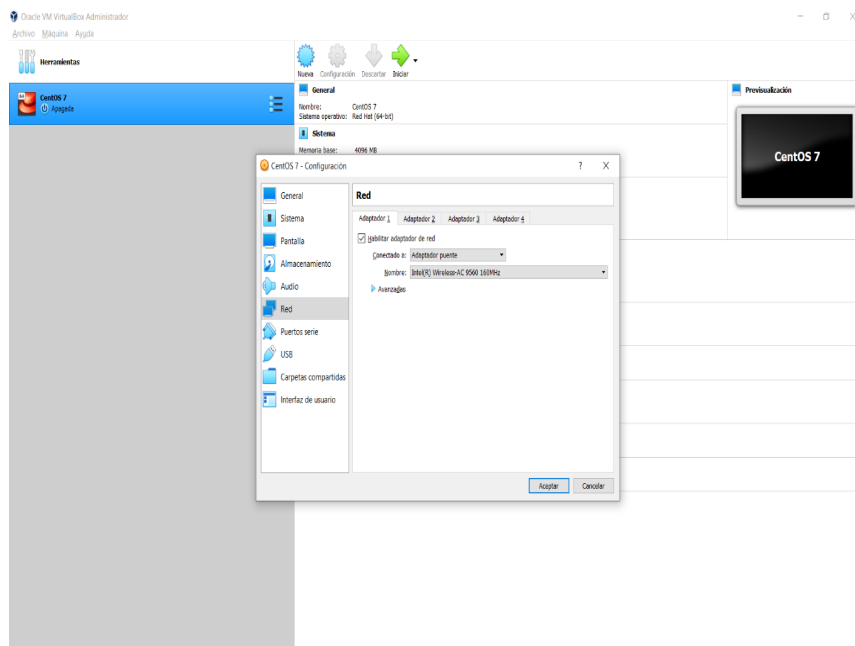 Oracle VM VirtualBox Administrador
Archivo Máquina Ayuda
Herramientas
Nueva Configuración Descartar Iniciar
CentOS 7
Apagada
General
Nombre: CentOS 7
Sistema operativo: Red Hat (64-bit)
Sistema
Memoria base: 4096 MB
Previsualización
CentOS 7
CentOS 7 - Configuración
General
Sistema
Pantalla
Almacenamiento
Audio
Red
Puertos serie
USB
Carpetas compartidas
Interfaz de usuario
Red
Adaptador 1 Adaptador 2 Adaptador 3 Adaptador 4
Habilitar adaptador de red
Conectado a: Adaptador puente
Nombre: Intel(R) Wireless-AC 9560 160MHz
Avanzadas
Aceptar Cancelar